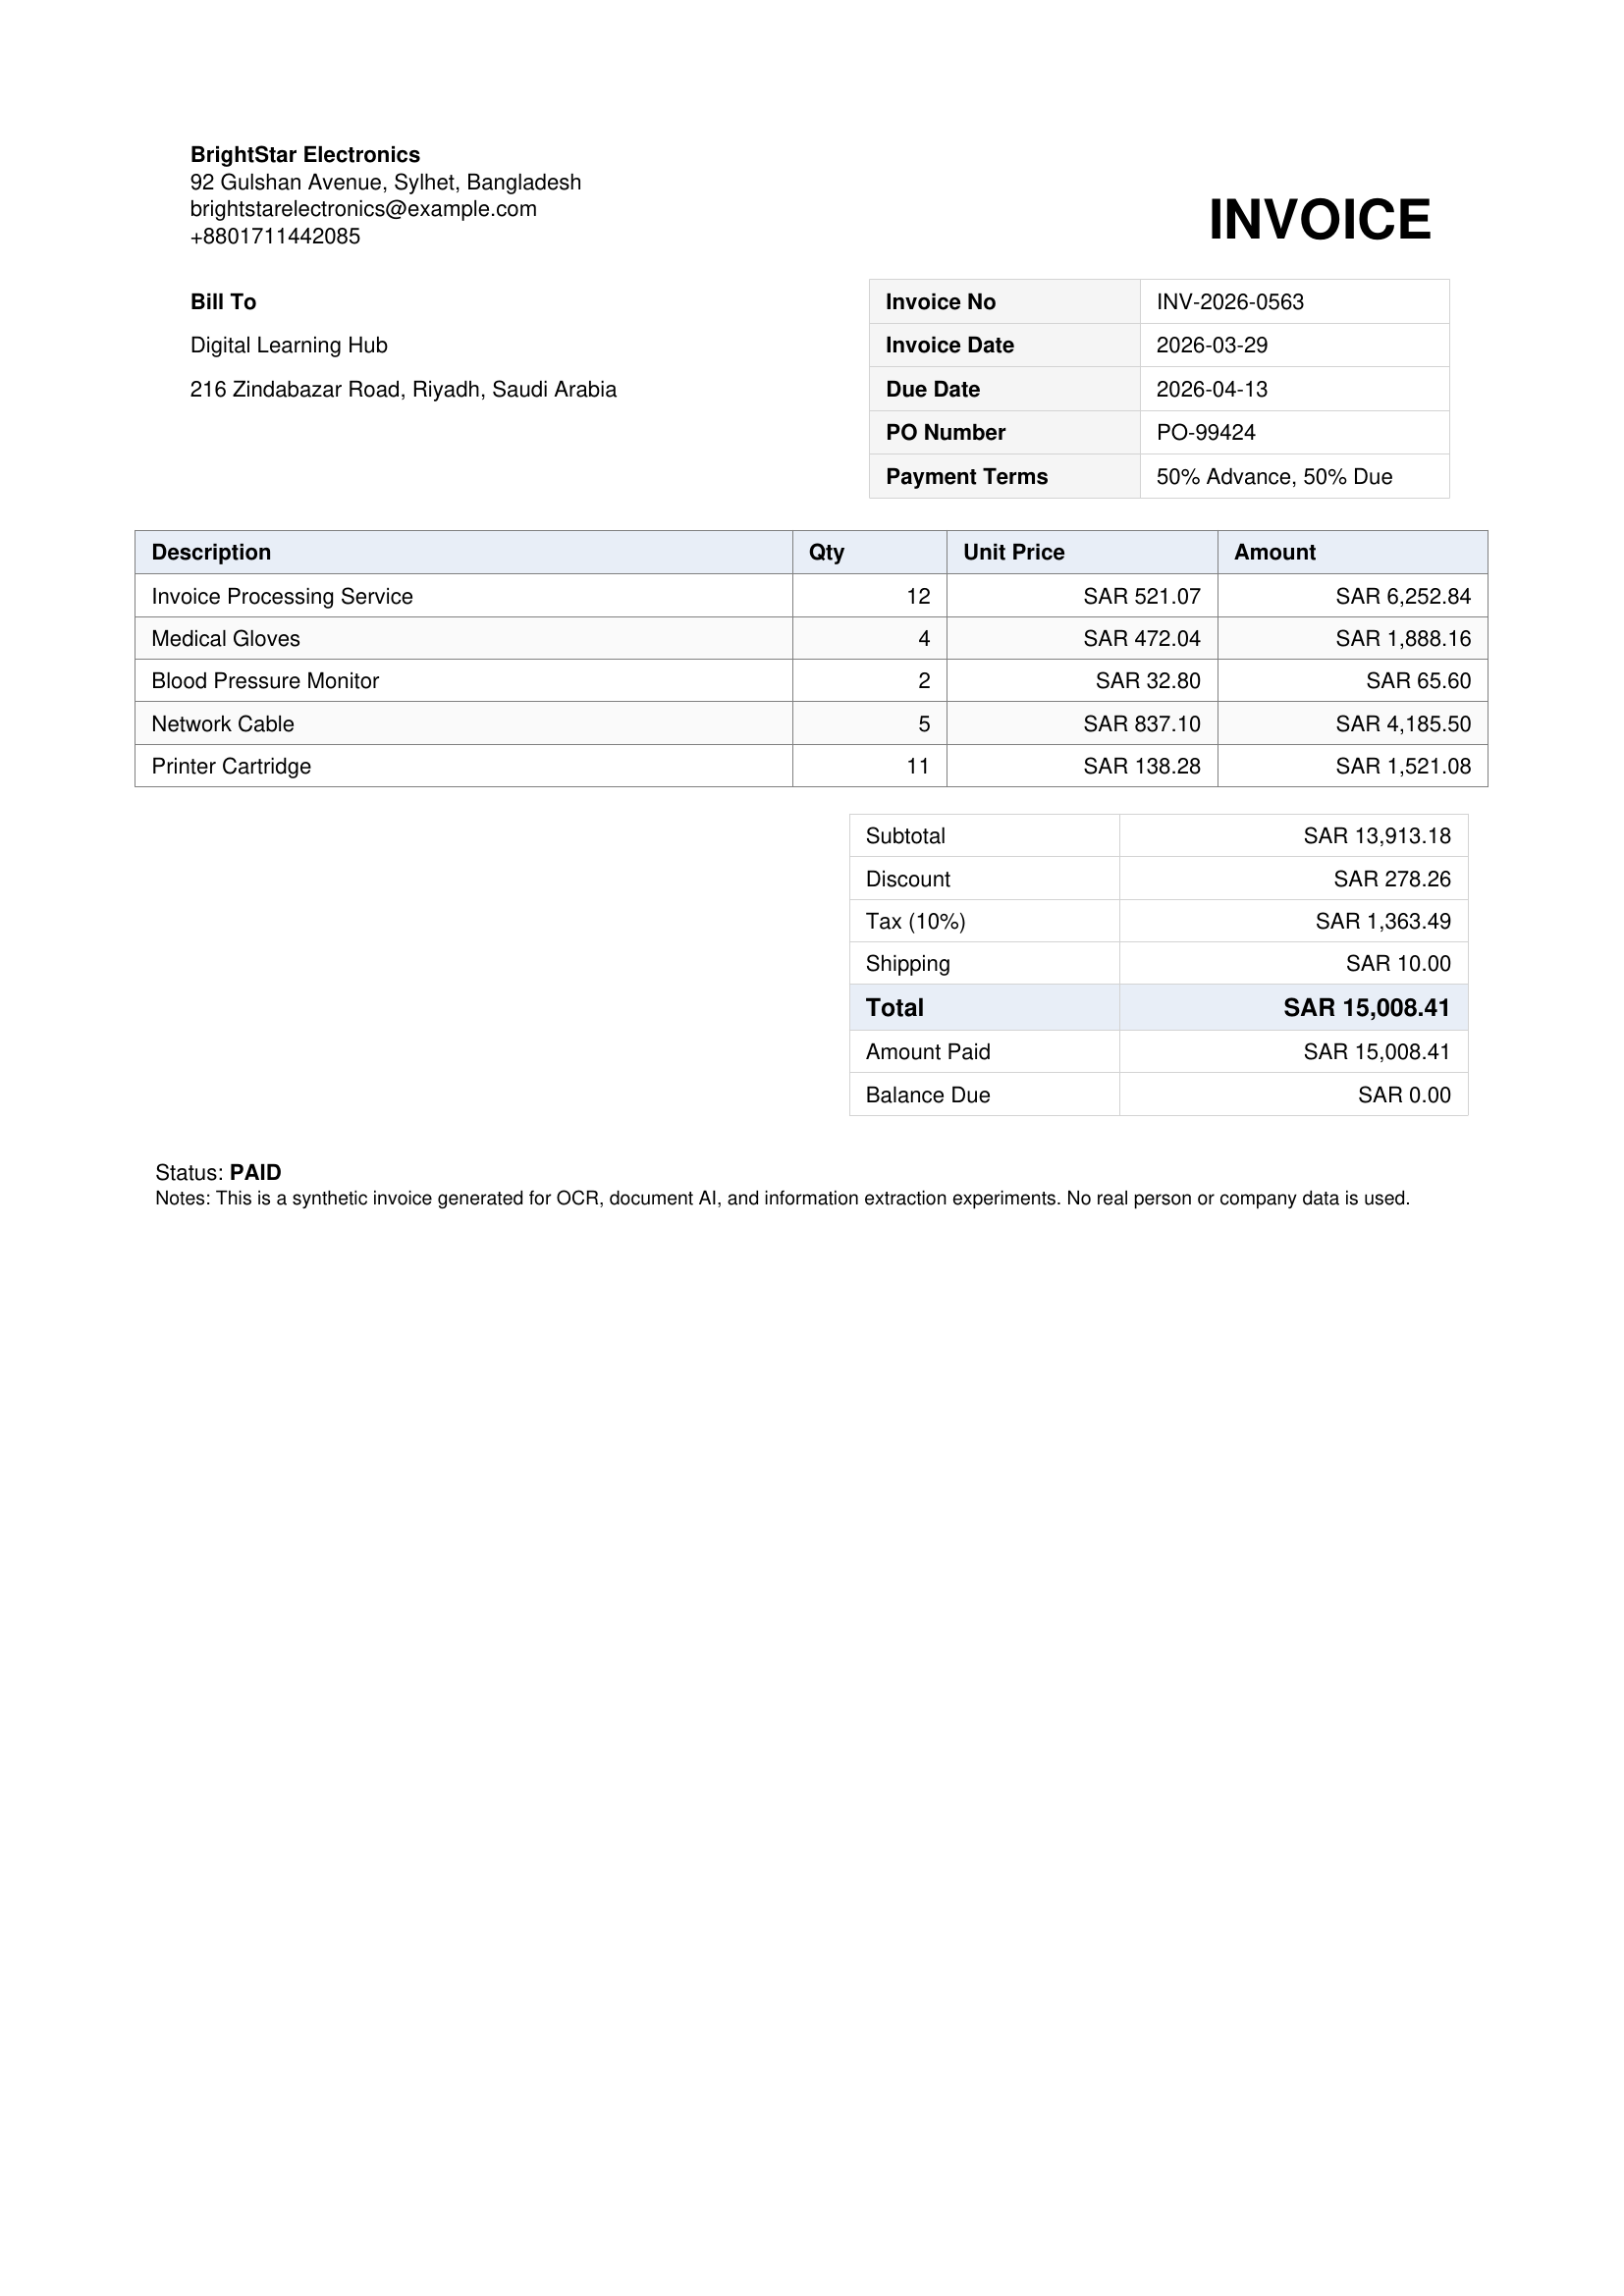 BrightStar Electronics
92 Gulshan Avenue, Sylhet, Bangladesh
brightstarelectronics@example.com
+8801711442085
INVOICE
Bill To
Digital Learning Hub
216 Zindabazar Road, Riyadh, Saudi Arabia
Invoice No INV-2026-0563
Invoice Date 2026-03-29
Due Date 2026-04-13
PO Number PO-99424
Payment Terms 50% Advance, 50% Due
Description Qty Unit Price Amount
Invoice Processing Service 12 SAR 521.07 SAR 6,252.84
Medical Gloves 4 SAR 472.04 SAR 1,888.16
Blood Pressure Monitor 2 SAR 32.80 SAR 65.60
Network Cable 5 SAR 837.10 SAR 4,185.50
Printer Cartridge 11 SAR 138.28 SAR 1,521.08
Subtotal SAR 13,913.18
Discount SAR 278.26
Tax (10%) SAR 1,363.49
Shipping SAR 10.00
Total SAR 15,008.41
Amount Paid SAR 15,008.41
Balance Due SAR 0.00
Status: PAID
Notes: This is a synthetic invoice generated for OCR, document AI, and information extraction experiments. No real person or company data is used.